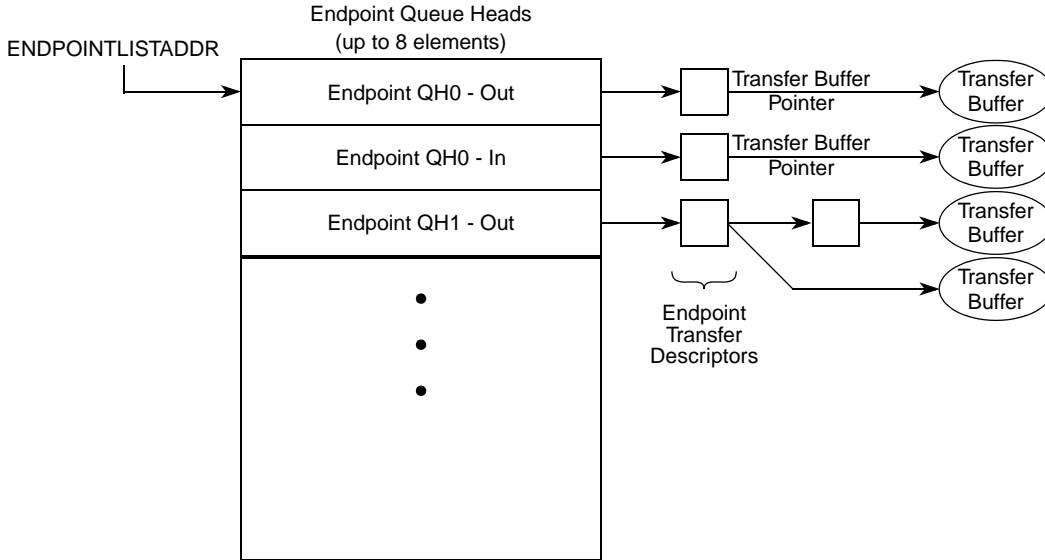 Endpoint Queue Heads
(up to 8 elements)
ENDPOINTLISTADDR
Endpoint QH0 - Out
Transfer Buffer
Pointer
Transfer
Buffer
Endpoint QH0 - In
Transfer Buffer
Pointer
Transfer
Buffer
Endpoint QH1 - Out
Transfer
Buffer
Transfer
Buffer
Endpoint
Transfer
Descriptors